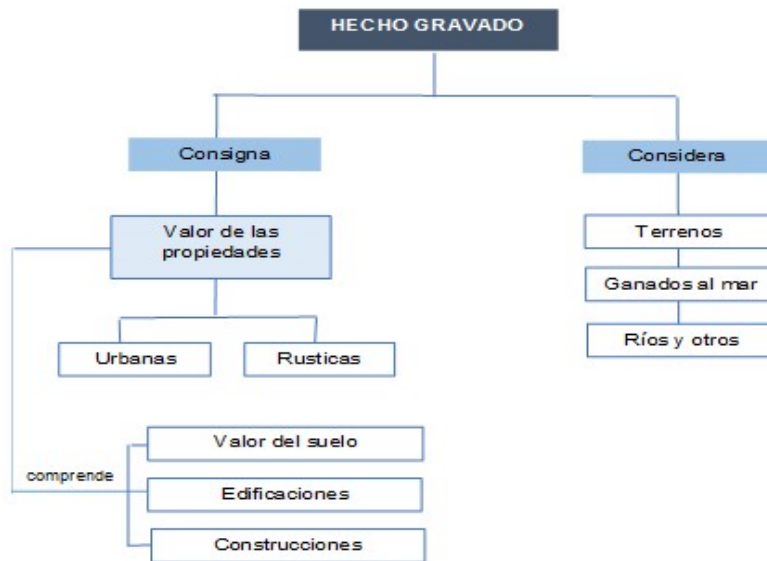 HECHO GRAVADO
Consigna
Considera
Valor de las
propiedades
Terrenos
Ganados al mar
Ríos y otros
Urbanas
Rusticas
comprende
Valor del suelo
Edificaciones
Construcciones